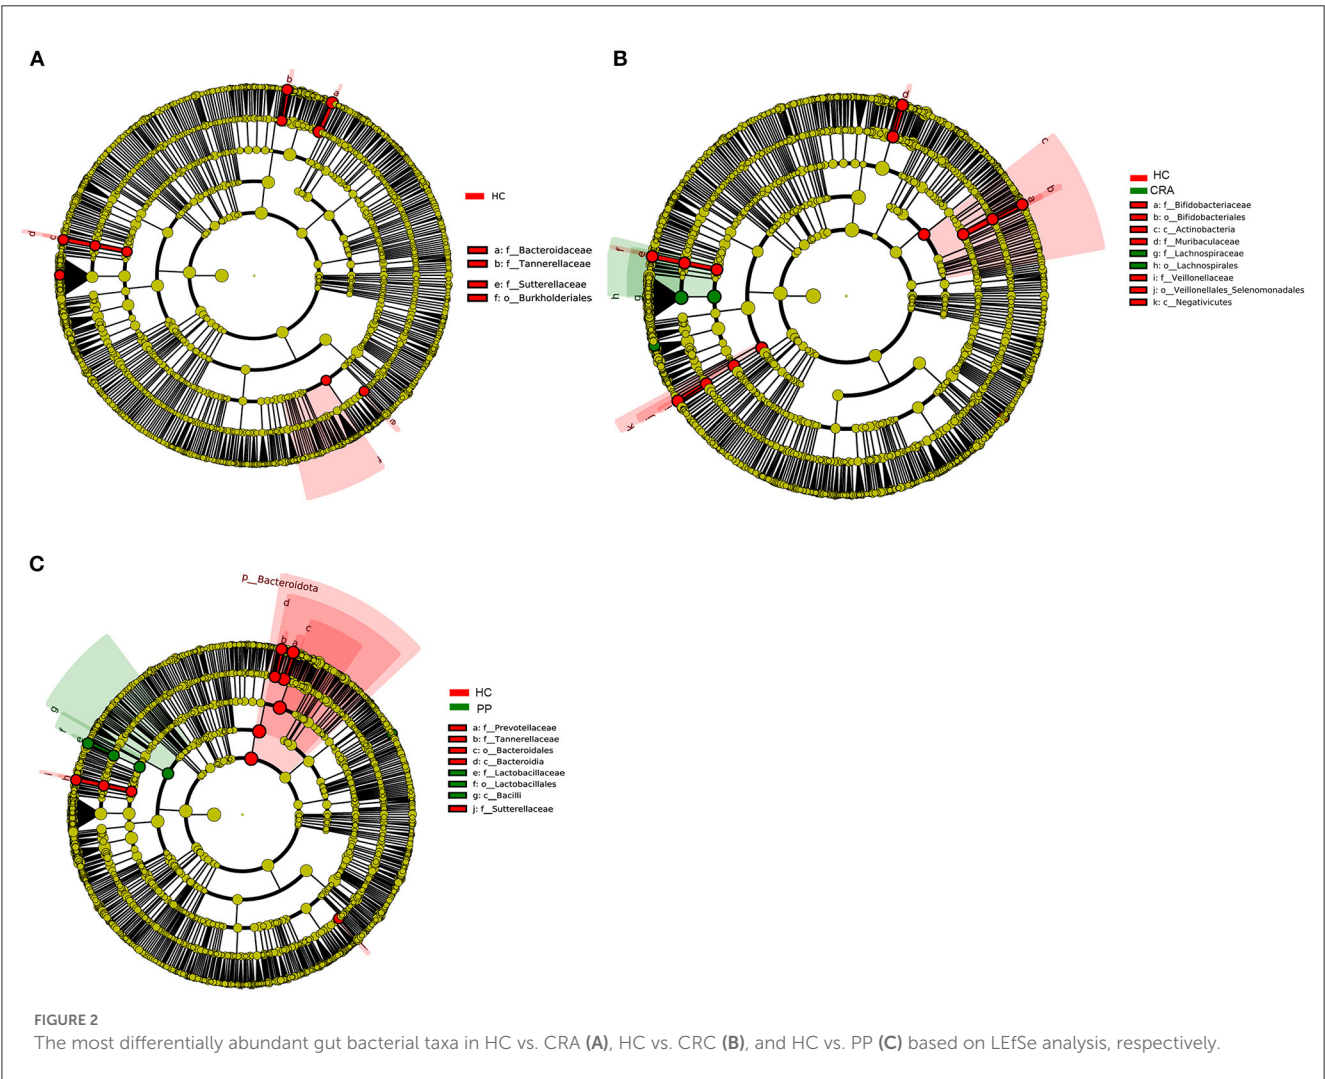 A
b
a
d
c
e
f
HC
a: f__Bacteroidaceae
b: f__Tannerellaceae
e: f__Sutterellaceae
f: o__Burkholderiales
B
d
c
b
a
f
e
h
g
k
j
i
HC
CRA
a: f__Bifidobacteriaceae
b: o__Bifidobacteriales
c: c__Actinobacteria
d: f__Muribaculaceae
g: f__Lachnospiraceae
h: o__Lachnospirales
i: f__Veillonellaceae
j: o__Veillonellales_Selenomonadales
k: c__Negativicutes
C
p__Bacteroidota
d
c
b
a
g
f
e
i
h
j
HC
PP
a: f__Prevotellaceae
b: f__Tannerellaceae
c: o__Bacteroidales
d: c__Bacteroidia
e: f__Lactobacillaceae
f: o__Lactobacillales
g: c__Bacilli
j: f__Sutterellaceae
FIGURE 2
The most differentially abundant gut bacterial taxa in HC vs. CRA (A), HC vs. CRC (B), and HC vs. PP (C) based on LEfSe analysis, respectively.